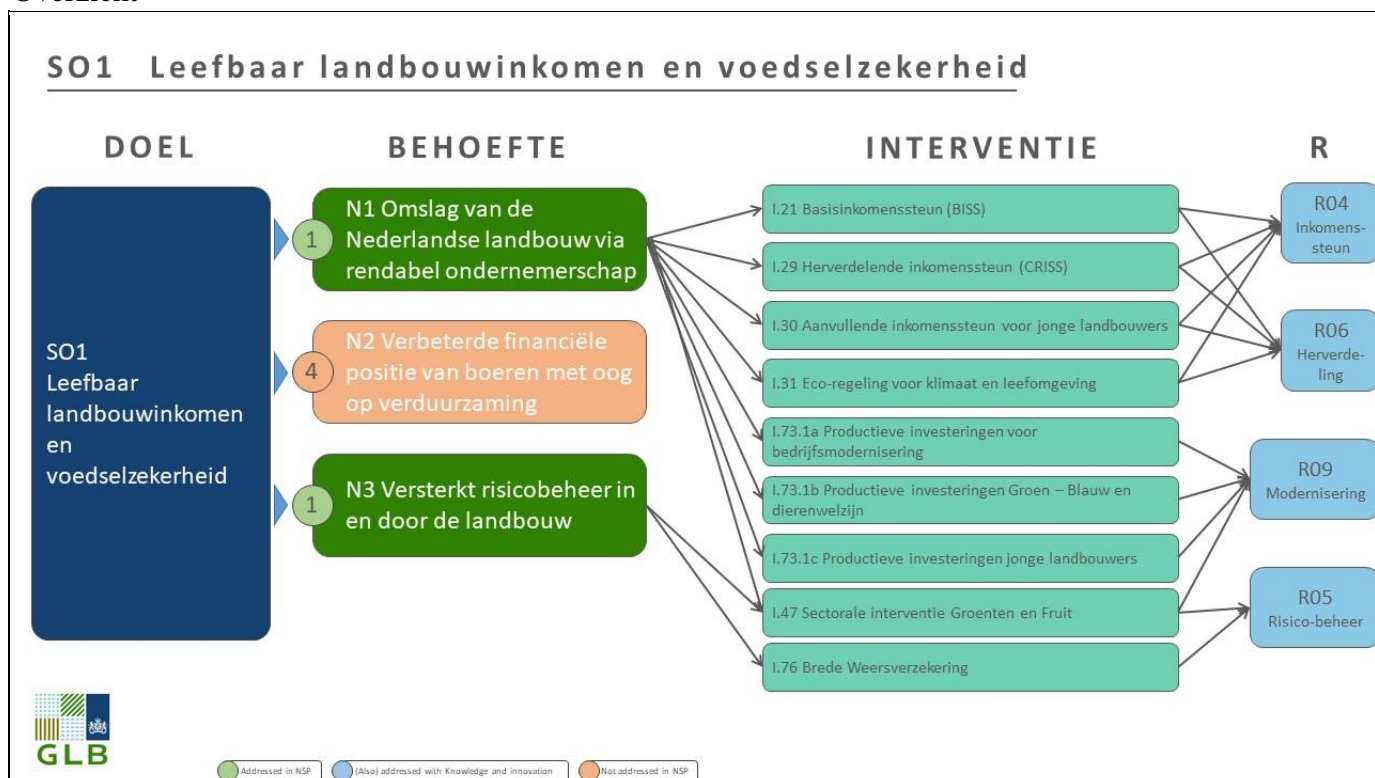 SO1 Leefbaar landbouwinkomen en voedselzekerheid
DOEL
BEHOEFTE
INTERVENTIE
R
SO1
Leefbaar
landbouwinkomen
en
voedselzekerheid
1
N1 Omslag van de
Nederlandse landbouw via
rendabel ondernemerschap
4
N2 Verbeterde financiële
positie van boeren met oog
op verduurzaming
1
N3 Versterkt risicobeheer in
en door de landbouw
I.21 Basisinkomenssteun (BISS)
I.29 Herverdelende inkomenssteun (CRISS)
I.30 Aanvullende inkomenssteun voor jonge landbouwers
I.31 Eco-regeling voor klimaat en leefomgeving
I.73.1a Productieve investeringen voor
bedrijfsmodernisering
I.73.1b Productieve investeringen Groen – Blauw en
dierenwelzijn
I.73.1c Productieve investeringen jonge landbouwers
I.47 Sectorale interventie Groenten en Fruit
I.76 Brede Weersverzekering
R04
Inkomens-
steun
R06
Herverde-
ling
R09
Modernisering
R05
Risico-beheer
GLB
Addressed in NSP
(Also) addressed with Knowledge and innovation
Not addressed in NSP